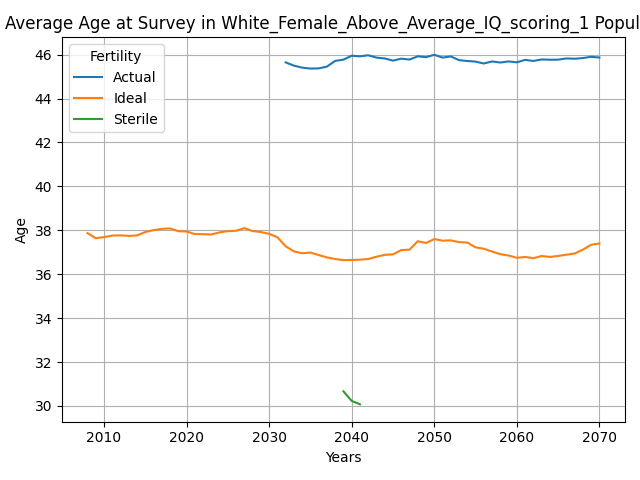 Average Age at Survey in White_Female_Above_Average_IQ_scoring_1 Popul
Fertility
Actual
Ideal
Sterile
Age
46
44
42
40
38
36
34
32
30
2010 2020 2030 2040 2050 2060 2070
Years